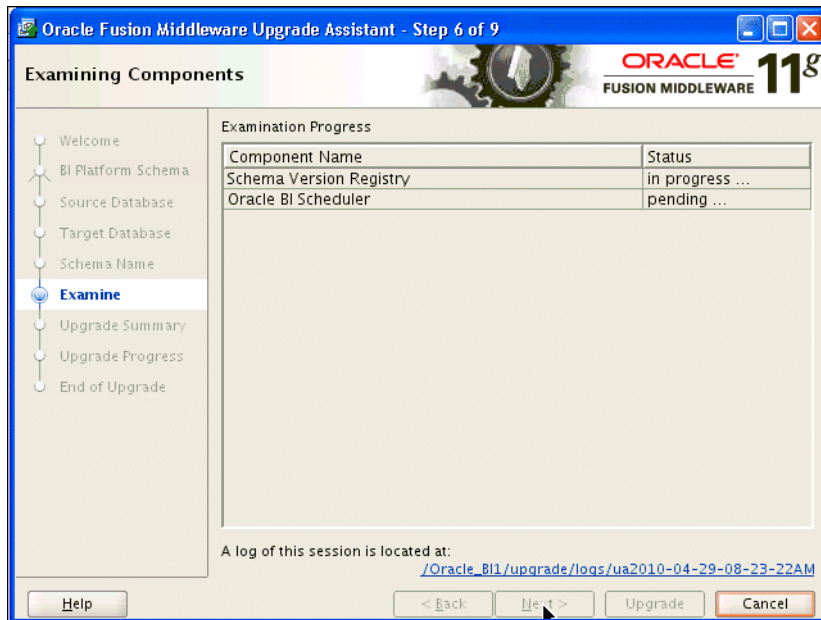 Oracle Fusion Middleware Upgrade Assistant - Step 6 of 9
Examining Components
ORACLE
FUSION MIDDLEWARE
11g
Welcome
BI Platform Schema
Source Database
Target Database
Schema Name
Examine
Upgrade Summary
Upgrade Progress
End of Upgrade
Examination Progress
Component Name Status
Schema Version Registry in progress ...
Oracle BI Scheduler pending ...
A log of this session is located at:
/Oracle_BI1/upgrade/logs/ua2010-04-29-08-23-22AM
Help < Back Next > Upgrade Cancel